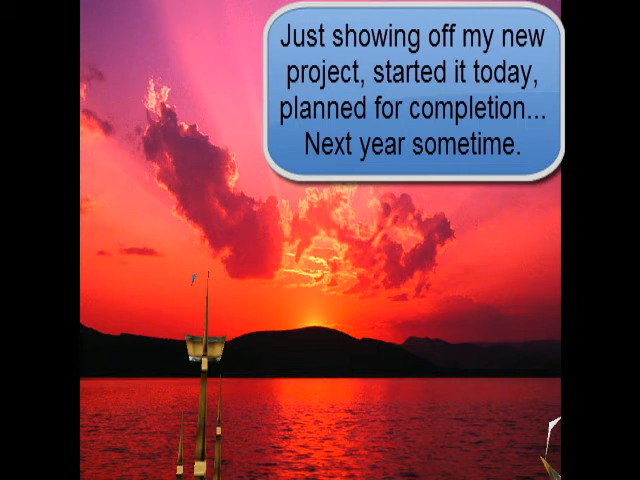 Just showing off my new
project, started it today,
planned for completion...
Next year sometime.